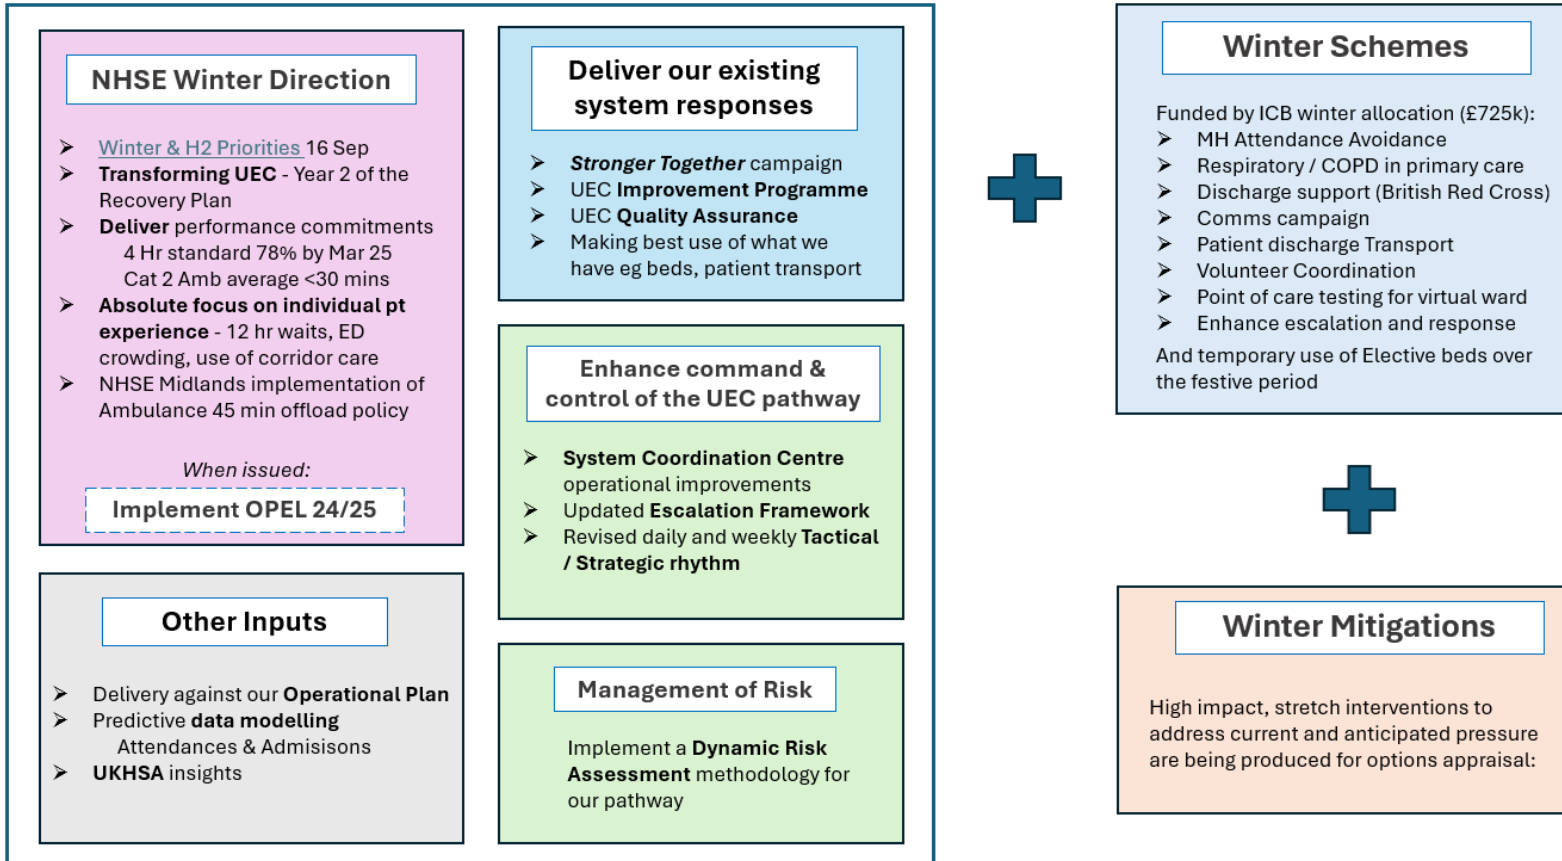 NHSE Winter Direction
➢ Winter & H2 Priorities 16 Sep
➢ Transforming UEC - Year 2 of the
Recovery Plan
➢ Deliver performance commitments
4 Hr standard 78% by Mar 25
Cat 2 Amb average <30 mins
➢ Absolute focus on individual pt
experience - 12 hr waits, ED
crowding, use of corridor care
➢ NHSE Midlands implementation of
Ambulance 45 min offload policy
When issued:
Implement OPEL 24/25
Other Inputs
➢ Delivery against our Operational Plan
➢ Predictive data modelling
Attendances & Admisisons
➢ UKHSA insights
Deliver our existing
system responses
➢ Stronger Together campaign
➢ UEC Improvement Programme
➢ UEC Quality Assurance
➢ Making best use of what we
have eg beds, patient transport
Enhance command &
control of the UEC pathway
➢ System Coordination Centre
operational improvements
➢ Updated Escalation Framework
➢ Revised daily and weekly Tactical
/ Strategic rhythm
Management of Risk
Implement a Dynamic Risk
Assessment methodology for
our pathway
Winter Schemes
Funded by ICB winter allocation (£725k):
➢ MH Attendance Avoidance
➢ Respiratory / COPD in primary care
➢ Discharge support (British Red Cross)
➢ Comms campaign
➢ Patient discharge Transport
➢ Volunteer Coordination
➢ Point of care testing for virtual ward
➢ Enhance escalation and response
And temporary use of Elective beds over
the festive period
Winter Mitigations
High impact, stretch interventions to
address current and anticipated pressure
are being produced for options appraisal: